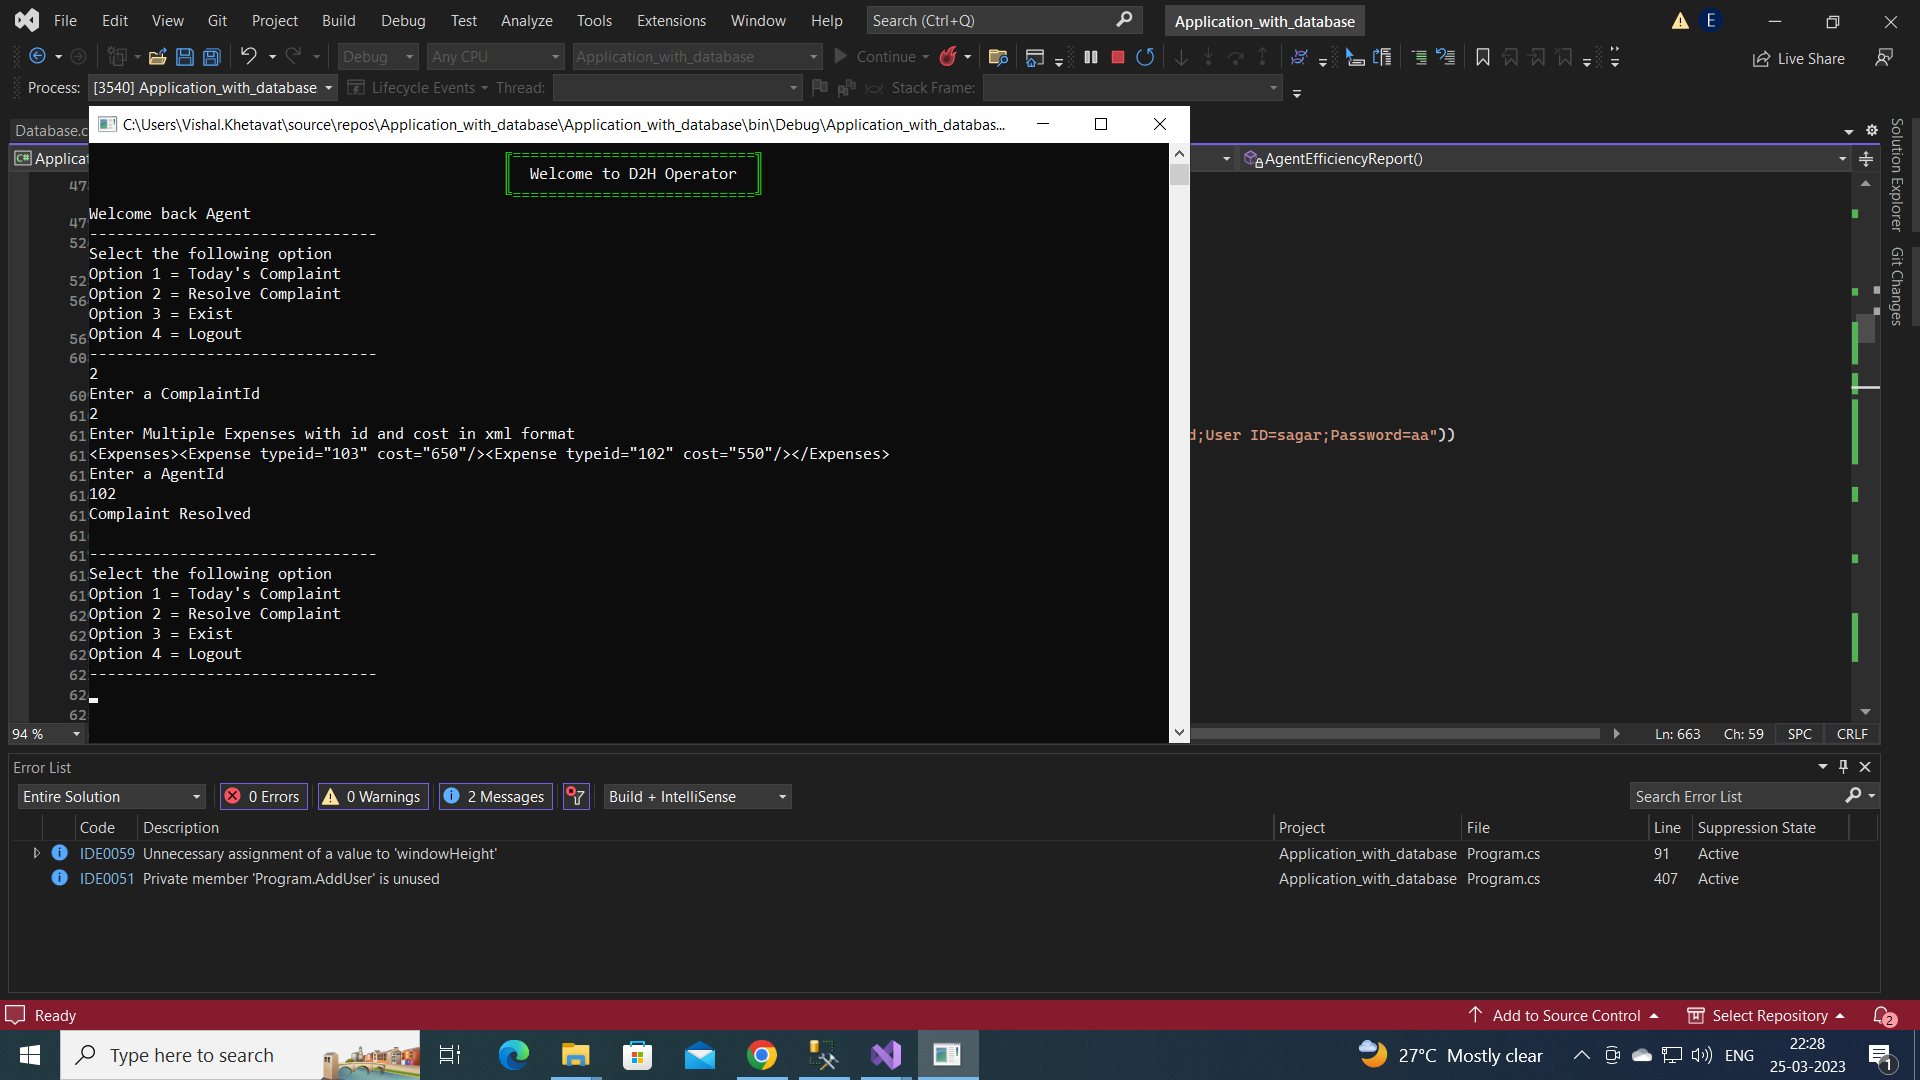 File Edit View Git Project Build Debug Test Analyze Tools Extensions Window Help Search (Ctrl+Q) Application_with_database E
Debug Any CPU Application_with_database Continue Live Share
Process: [3540] Application_with_database Lifecycle Events Thread: Stack Frame:
Database.c
C:\Users\Vishal.Khetavat\source\repos\Application_with_database\Application_with_database\bin\Debug\Application_with_databas...
C# Applicat
AgentEfficiencyReport()
Solution Explorer
Git Changes
Welcome to D2H Operator
Welcome back Agent
--------------------------------
Select the following option
Option 1 = Today's Complaint
Option 2 = Resolve Complaint
Option 3 = Exist
Option 4 = Logout
--------------------------------
2
Enter a ComplaintId
2
Enter Multiple Expenses with id and cost in xml format
<Expenses><Expense typeid="103" cost="650"/><Expense typeid="102" cost="550"/></Expenses>
Enter a AgentId
102
Complaint Resolved
--------------------------------
Select the following option
Option 1 = Today's Complaint
Option 2 = Resolve Complaint
Option 3 = Exist
Option 4 = Logout
--------------------------------
d;User ID=sagar;Password=aa"))
94 % Ln: 663 Ch: 59 SPC CRLF
Error List
Entire Solution 0 Errors 0 Warnings 2 Messages Build + IntelliSense Search Error List
Code Description Project File Line Suppression State
IDE0059 Unnecessary assignment of a value to 'windowHeight' Application_with_database Program.cs 91 Active
IDE0051 Private member 'Program.AddUser' is unused Application_with_database Program.cs 407 Active
Ready Add to Source Control Select Repository 2
Type here to search 27°C Mostly clear ENG 22:28
25-03-2023 1